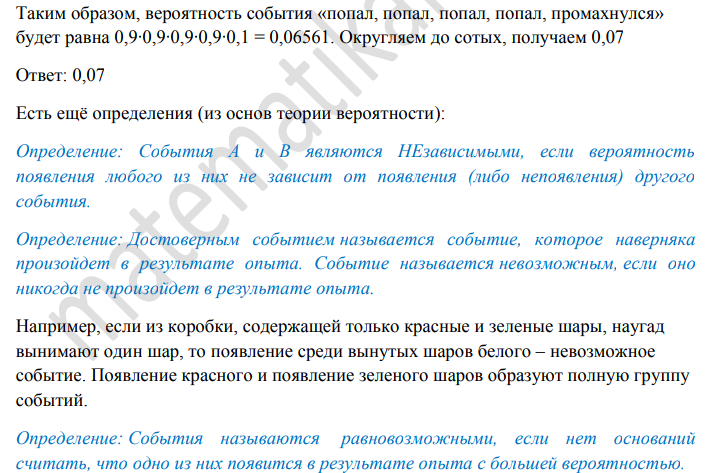 Таким образом, вероятность события «попал, попал, попал, попал, промахнулся»
будет равна 0,9∙0,9∙0,9∙0,9∙0,1 = 0,06561. Округляем до сотых, получаем 0,07
Ответ: 0,07
Есть ещё определения (из основ теории вероятности):
Определение: События А и В являются НЕзависимыми, если вероятность
появления любого из них не зависит от появления (либо непоявления) другого
события.
Определение: Достоверным событием называется событие, которое наверняка
произойдет в результате опыта. Событие называется невозможным, если оно
никогда не произойдет в результате опыта.
Например, если из коробки, содержащей только красные и зеленые шары, наугад
вынимают один шар, то появление среди вынутых шаров белого – невозможное
событие. Появление красного и появление зеленого шаров образуют полную группу
событий.
Определение: События называются равновозможными, если нет оснований
считать, что одно из них появится в результате опыта с большей вероятностью.